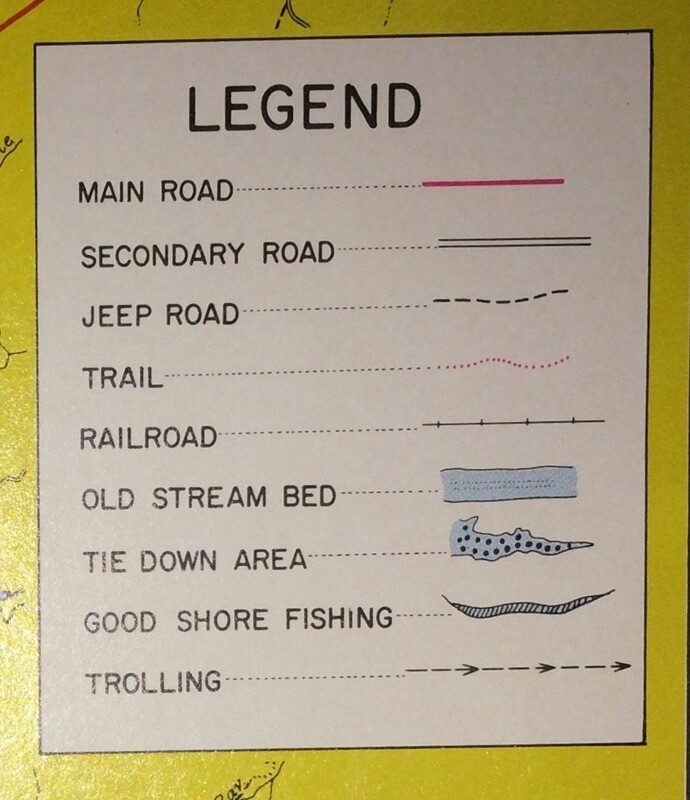 LEGEND
MAIN ROAD
SECONDARY ROAD
JEEP ROAD
TRAIL
RAILROAD
OLD STREAM BED
TIE DOWN AREA
GOOD SHORE FISHING
TROLLING